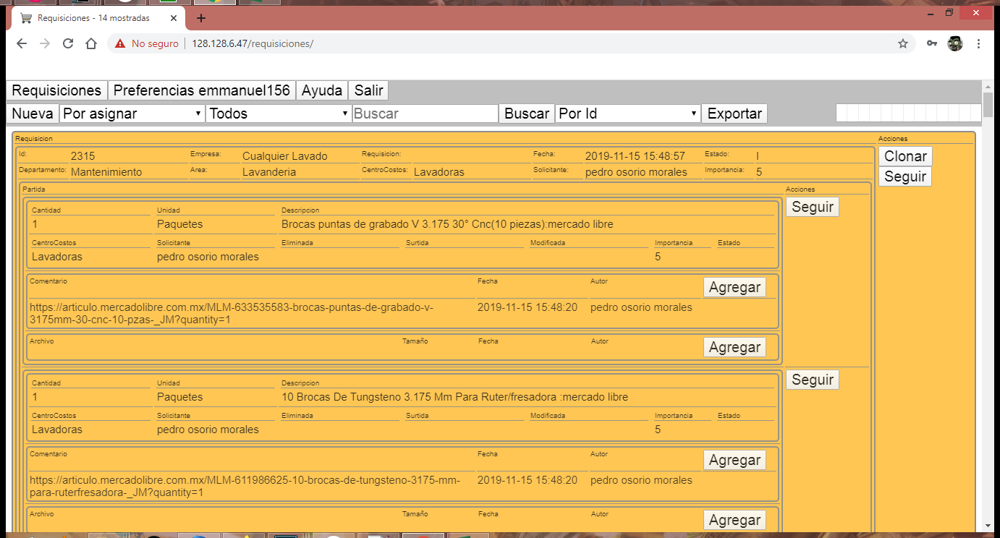 Requisiciones - 14 mostradas
No seguro 128.128.6.47/requisiciones/
Requisiciones Preferencias emmanuel156 Ayuda Salir
Nueva Por asignar Todos Buscar Buscar Por Id Exportar
Requisicion Acciones
Id: 2315 Empresa: Cualquier Lavado Requisicion: Fecha: 2019-11-15 15:48:57 Estado: I Clonar
Departamento: Mantenimiento Area: Lavanderia CentroCostos: Lavadoras Solicitante: pedro osorio morales Importancia: 5 Seguir
Partida Acciones
Cantidad Unidad Descripcion Seguir
1 Paquetes Brocas puntas de grabado V 3.175 30° Cnc(10 piezas):mercado libre
CentroCostos Solicitante Eliminada Surtida Modificada Importancia Estado
Lavadoras pedro osorio morales 5
Comentario Fecha Autor Agregar
https://articulo.mercadolibre.com.mx/MLM-633535583-brocas-puntas-de-grabado-v- 2019-11-15 15:48:20 pedro osorio morales
3175mm-30-cnc-10-pzas-_JM?quantity=1
Archivo Tamaño Fecha Autor Agregar
Cantidad Unidad Descripcion Seguir
1 Paquetes 10 Brocas De Tungsteno 3.175 Mm Para Ruter/fresadora :mercado libre
CentroCostos Solicitante Eliminada Surtida Modificada Importancia Estado
Lavadoras pedro osorio morales 5
Comentario Fecha Autor Agregar
https://articulo.mercadolibre.com.mx/MLM-611986625-10-brocas-de-tungsteno-3175-mm- 2019-11-15 15:48:20 pedro osorio morales
para-ruterfresadora-_JM?quantity=1
Archivo Tamaño Fecha Autor Agregar